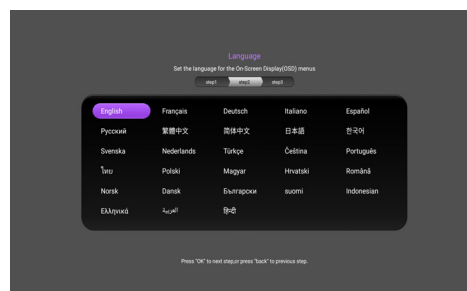 Language
Set the language for the On-Screen Display(OSD) menus
step1 step2 step3
English Français Deutsch Italiano Español
Русский 繁體中文 简体中文 日本語 한국어
Svenska Nederlands Türkçe Čeština Português
ไทย Polski Magyar Hrvatski Română
Norsk Dansk Български suomi Indonesian
Ελληνικά العربية हिन्दी
Press "OK" to next step,or press "back" to previous step.